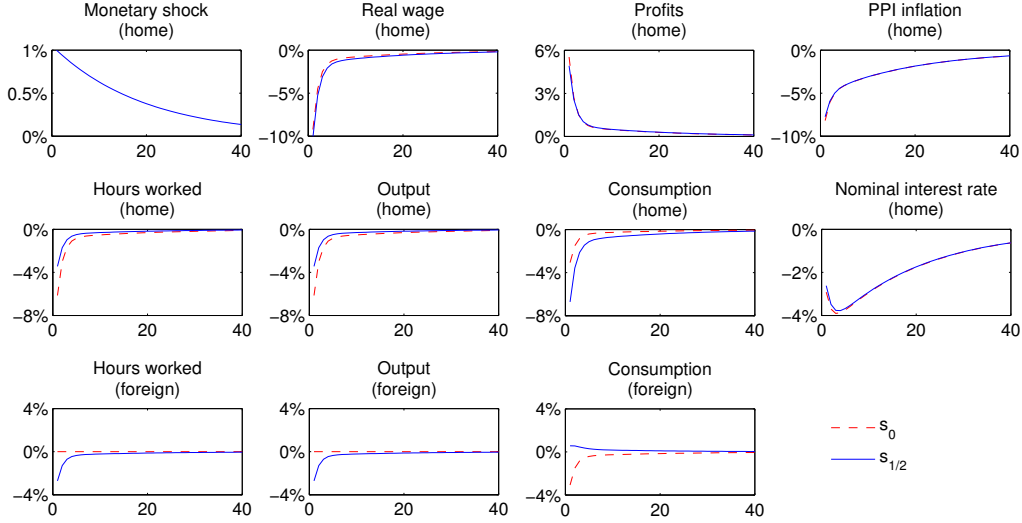 Monetary shock
(home)
Real wage
(home)
Profits
(home)
PPI inflation
(home)
1%
0.5%
0%
0 20 40
0%
−5%
−10%
0 20 40
6%
3%
0%
0 20 40
0%
−5%
−10%
0 20 40
Hours worked
(home)
Output
(home)
Consumption
(home)
Nominal interest rate
(home)
0%
−4%
−8%
0 20 40
0%
−4%
−8%
0 20 40
0%
−4%
−8%
0 20 40
0%
−2%
−4%
0 20 40
Hours worked
(foreign)
Output
(foreign)
Consumption
(foreign)
4%
0%
−4%
0 20 40
4%
0%
−4%
0 20 40
4%
0%
−4%
0 20 40
s0
s1/2